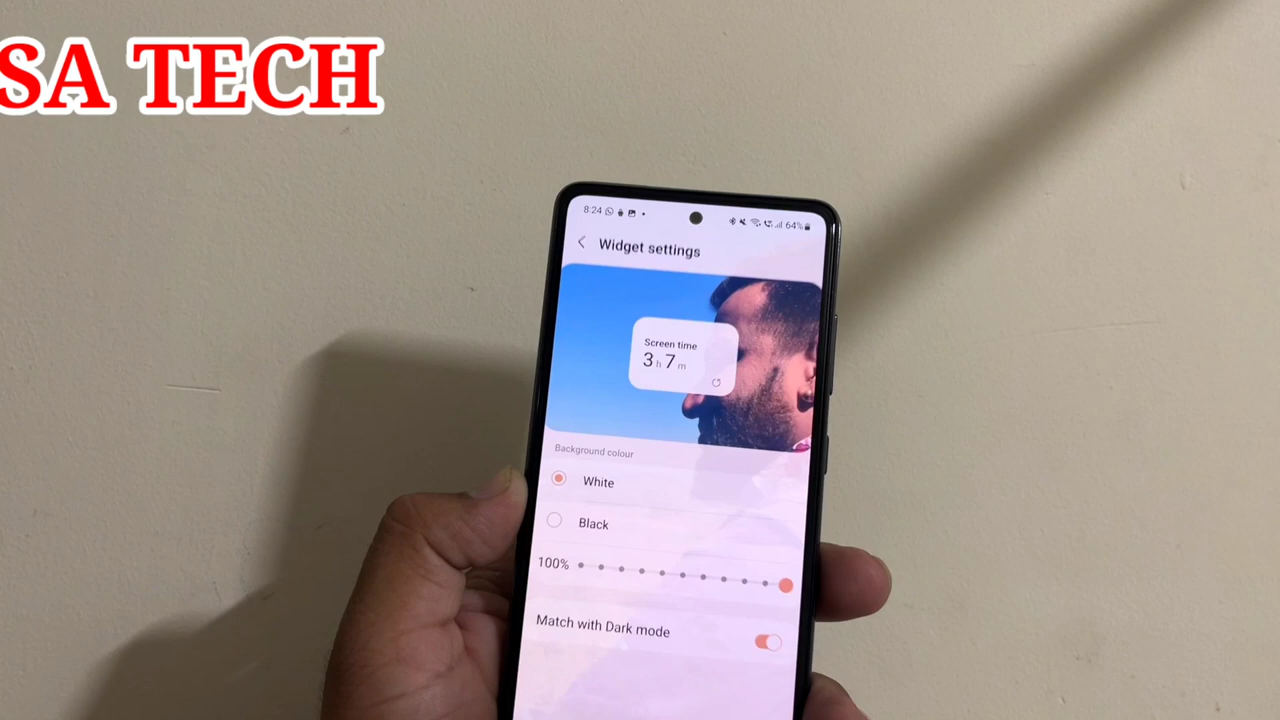 SA TECH
8:24 64%
Widget settings
Screen time
3 h 7 m
Background colour
White
Black
100%
Match with Dark mode